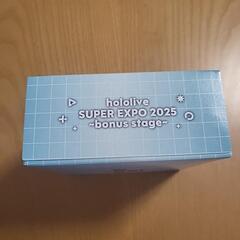 hololive
SUPER EXPO 2025
~bonus stage~